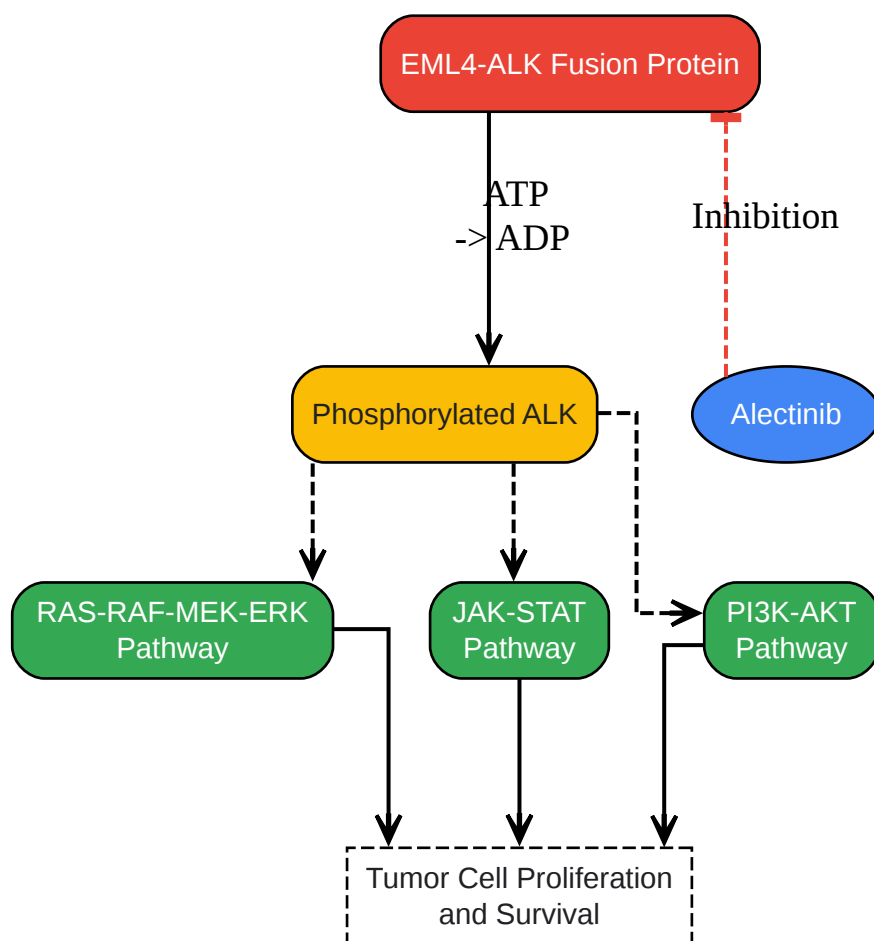 EML4-ALK Fusion Protein
ATP
-> ADP
Inhibition
Phosphorylated ALK
Alectinib
RAS-RAF-MEK-ERK
Pathway
JAK-STAT
Pathway
PI3K-AKT
Pathway
Tumor Cell Proliferation
and Survival